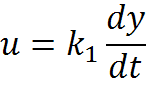 u = k₁ dy/dt